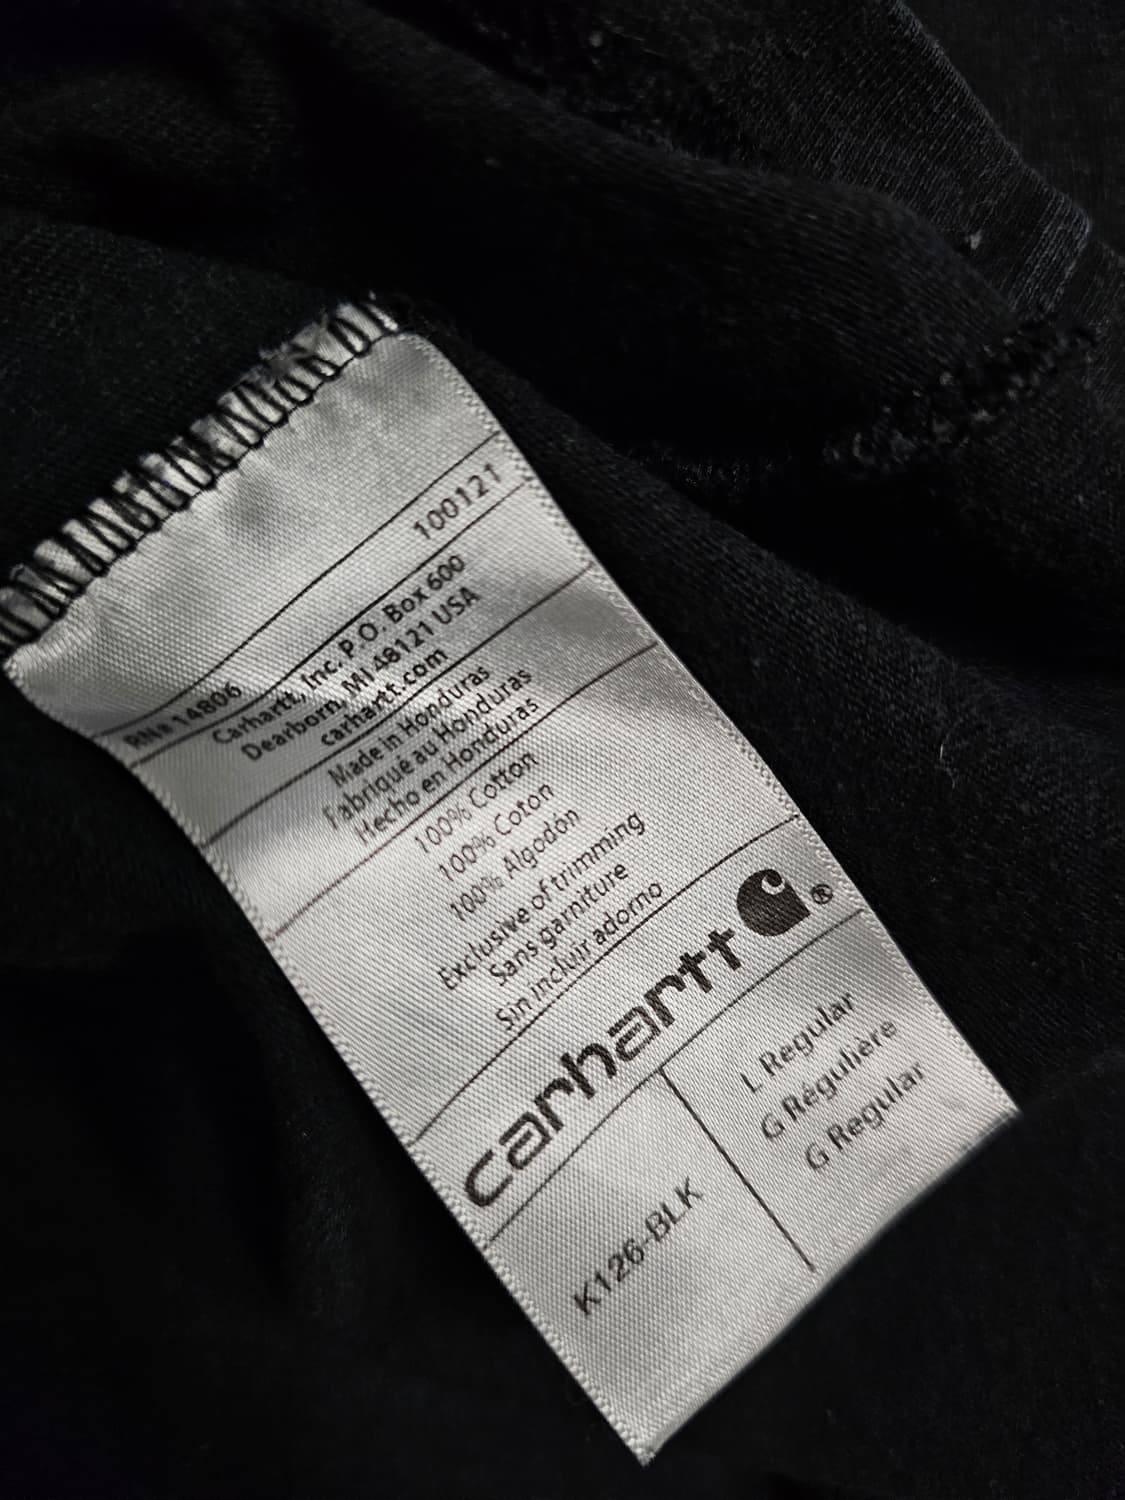 RN# 14806 100121
Carhartt, Inc. P.O. Box 600
Dearborn, MI 48121 USA
carhartt.com
Made in Honduras
Fabriqué au Honduras
Hecho en Honduras
100% Cotton
100% Coton
100% Algodón
Exclusive of trimming
Sans garniture
Sin incluir adorno
carhartt ®
K126-BLK
L Regular
G Régulière
G Regular